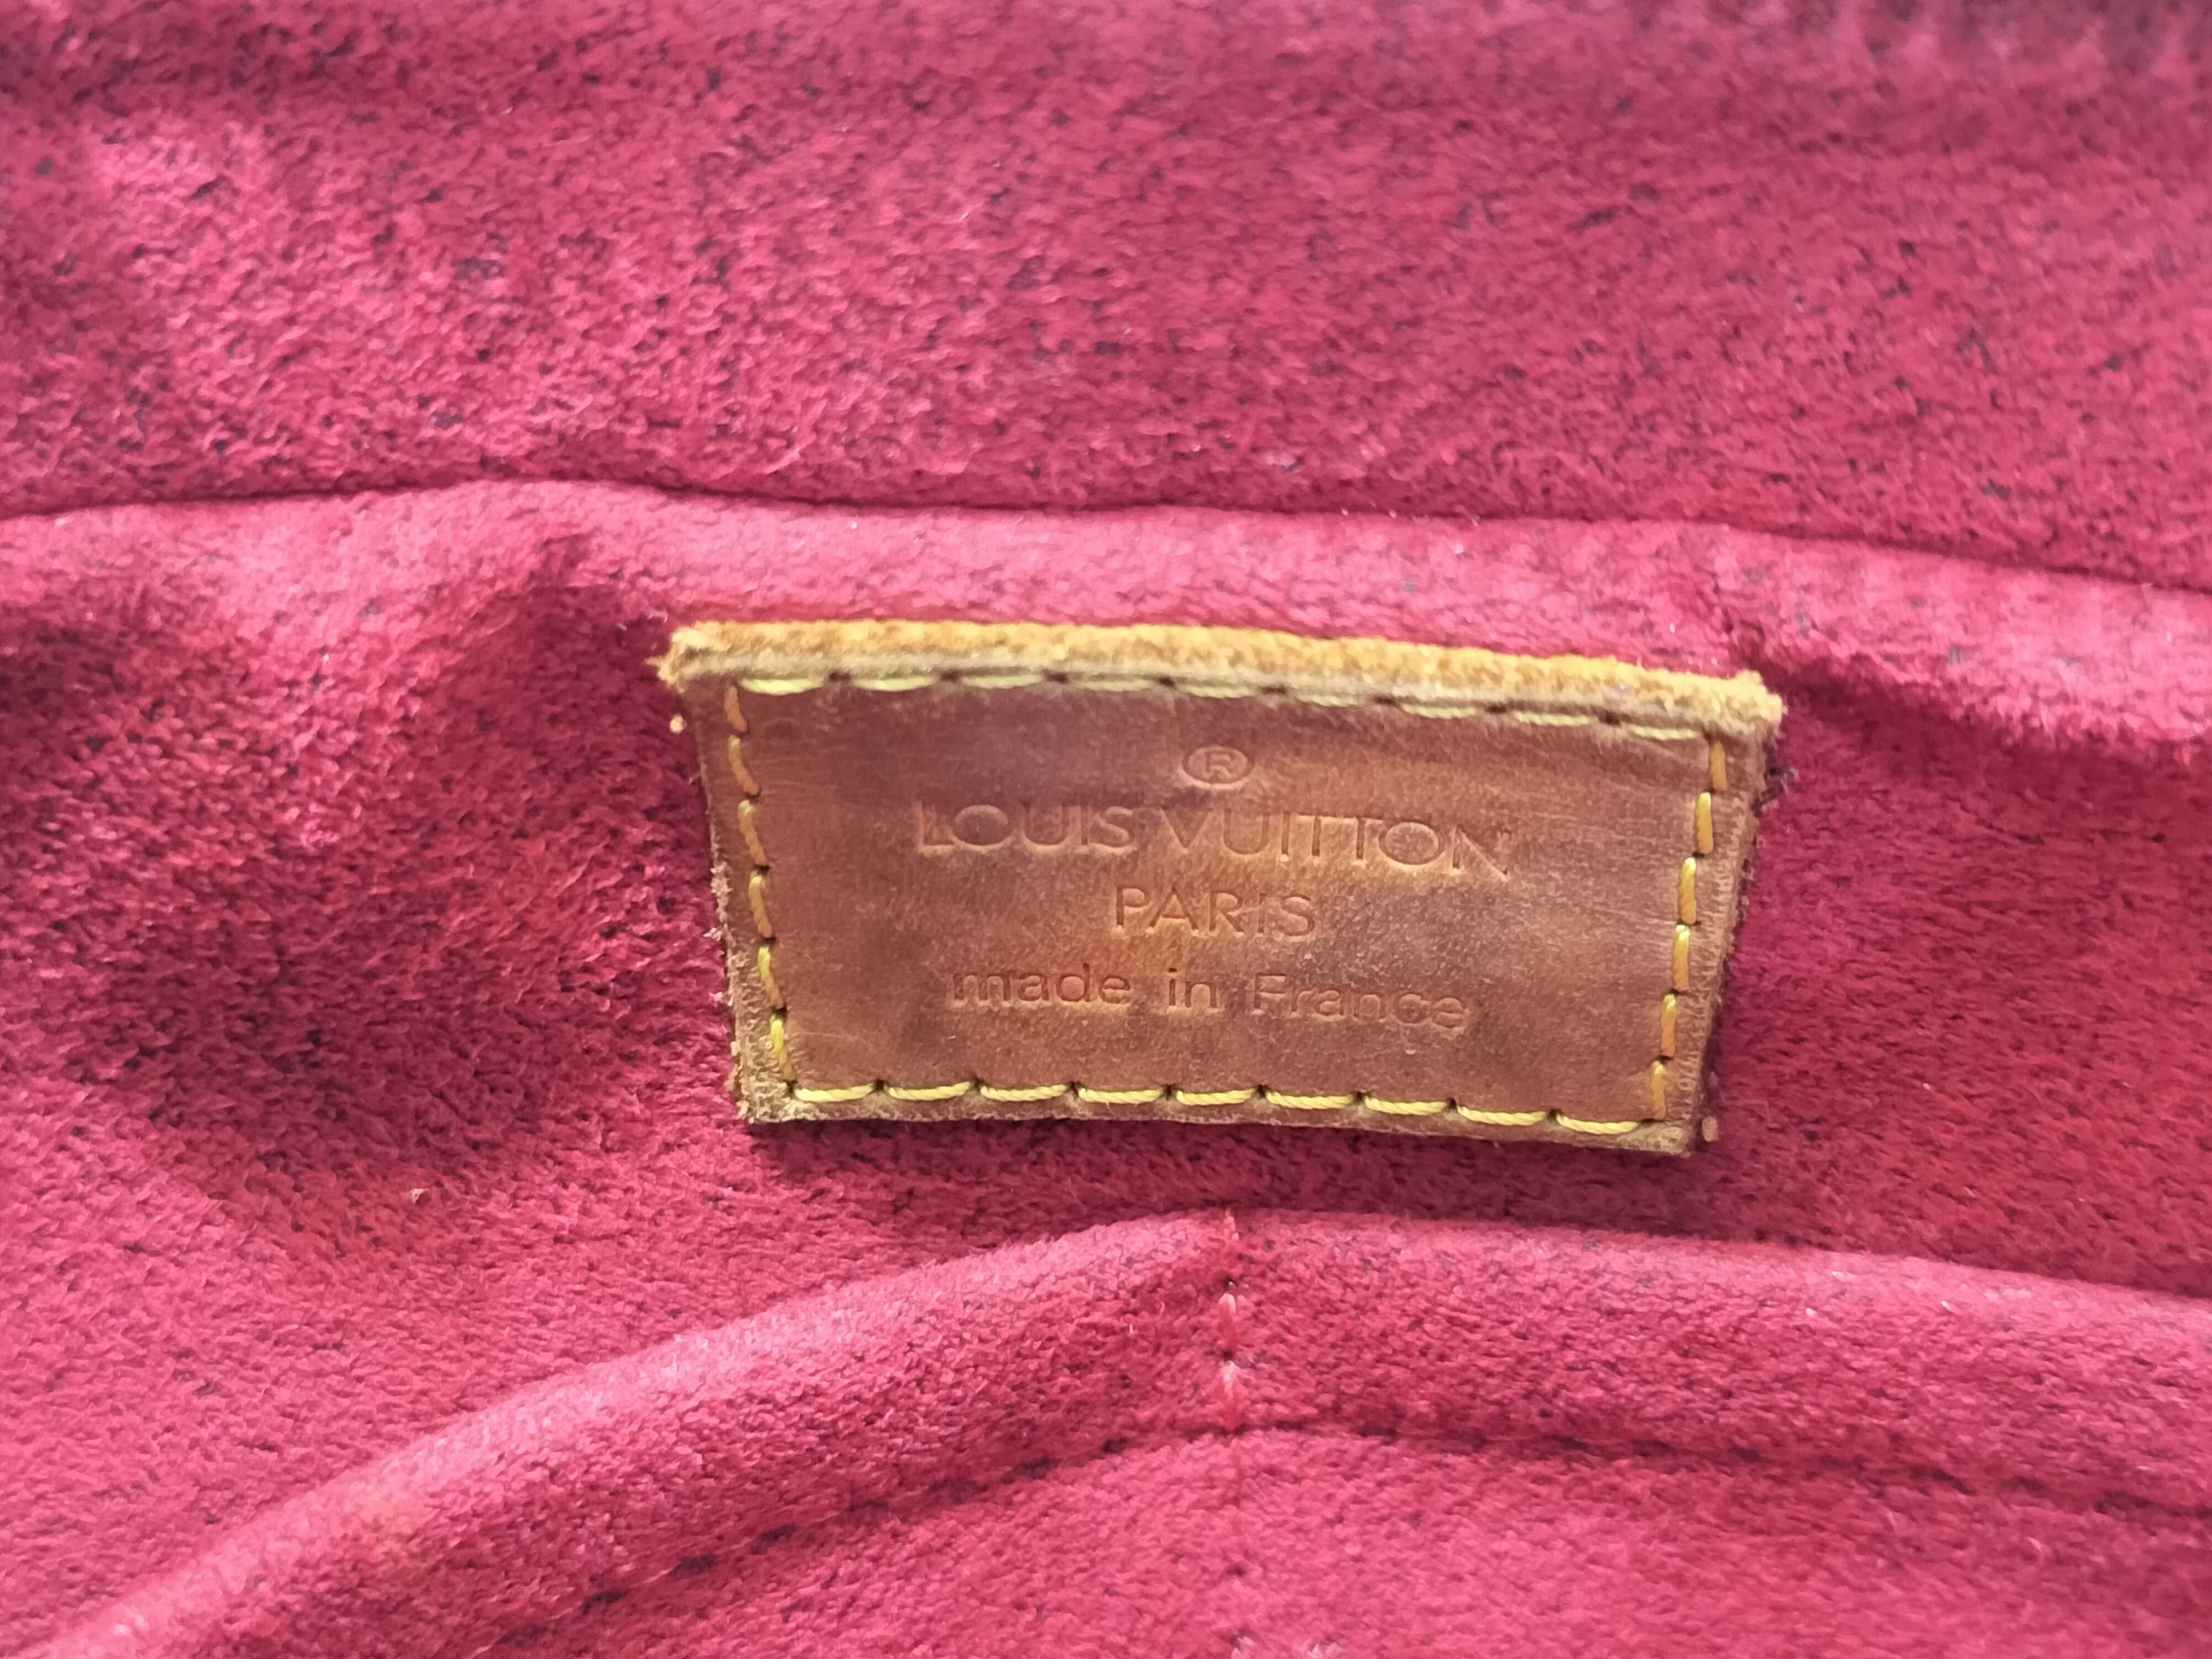 ®
LOUIS VUITTON
PARIS
made in France